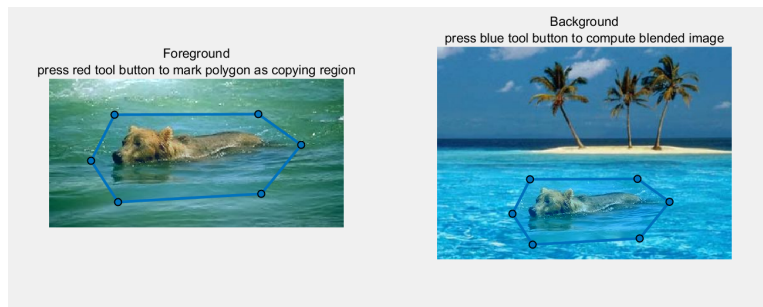 Foreground
press red tool button to mark polygon as copying region
Background
press blue tool button to compute blended image